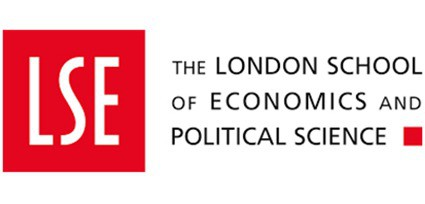 LSE
THE LONDON SCHOOL
OF ECONOMICS AND
POLITICAL SCIENCE